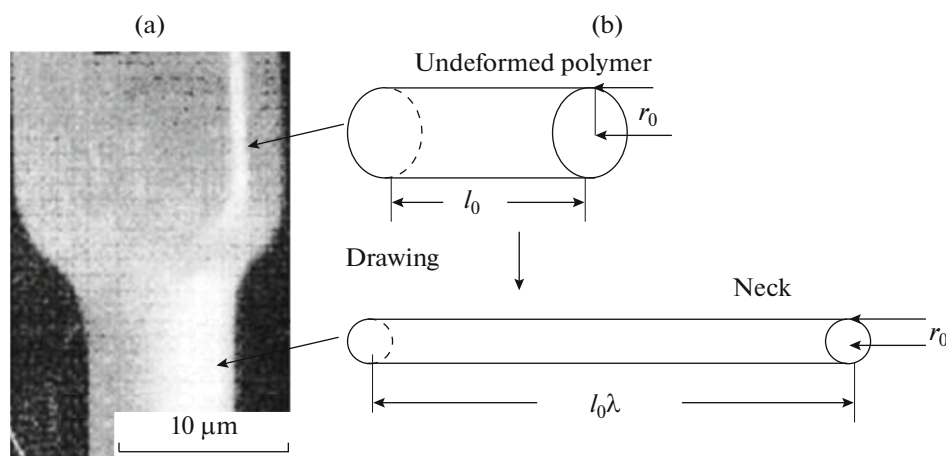 (a)
(b)
Undeformed polymer
r0
l0
Drawing
Neck
r0
l0λ
10 μm